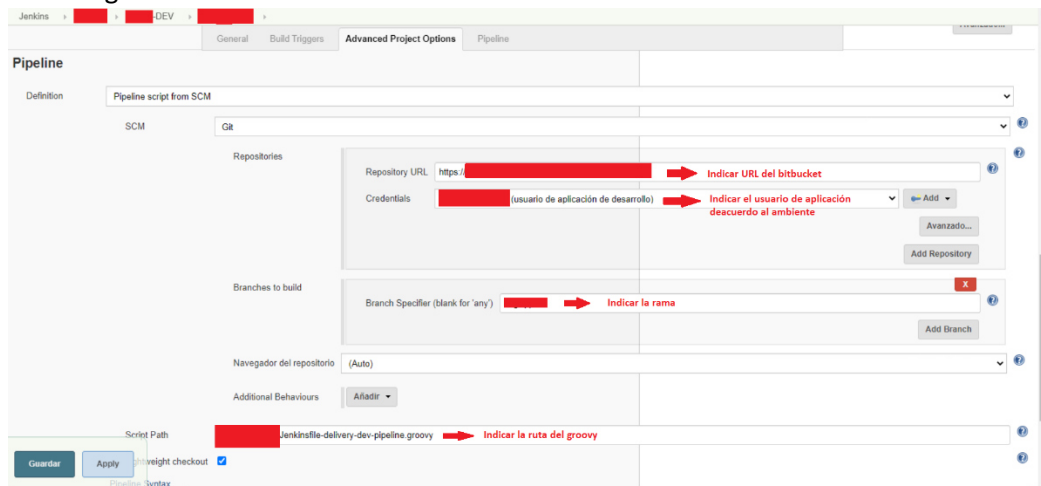 Jenkins
-DEV
General Build Triggers Advanced Project Options Pipeline
Pipeline
Definition Pipeline script from SCM
SCM Git
Repositories
Repository URL https:/ Indicar URL del bitbucket
Credentials (usuario de aplicación de desarrollo) Indicar el usuario de aplicación Add
deacuerdo al ambiente
Avanzado...
Add Repository
Branches to build X
Branch Specifier (blank for 'any') Indicar la rama
Add Branch
Navegador del repositorio (Auto)
Additional Behaviours Añadir
Script Path Jenkinsfile-delivery-dev-pipeline.groovy Indicar la ruta del groovy
Guardar Apply weight checkout
Pipeline Syntax